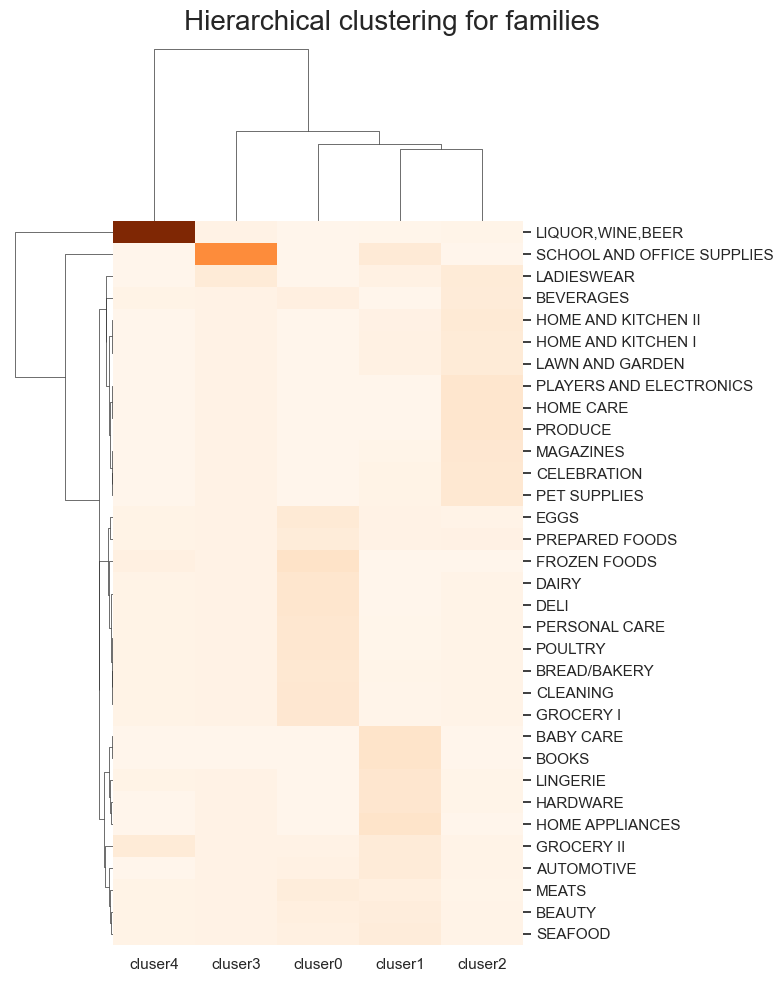 Hierarchical clustering for families
LIQUOR,WINE,BEER
SCHOOL AND OFFICE SUPPLIES
LADIESWEAR
BEVERAGES
HOME AND KITCHEN II
HOME AND KITCHEN I
LAWN AND GARDEN
PLAYERS AND ELECTRONICS
HOME CARE
PRODUCE
MAGAZINES
CELEBRATION
PET SUPPLIES
EGGS
PREPARED FOODS
FROZEN FOODS
DAIRY
DELI
PERSONAL CARE
POULTRY
BREAD/BAKERY
CLEANING
GROCERY I
BABY CARE
BOOKS
LINGERIE
HARDWARE
HOME APPLIANCES
GROCERY II
AUTOMOTIVE
MEATS
BEAUTY
SEAFOOD
cluser4 cluser3 cluser0 cluser1 cluser2